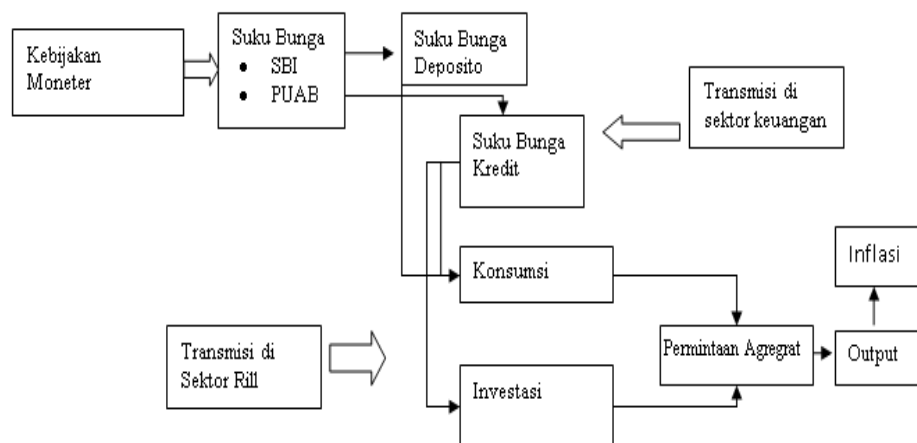 Kebijakan
Moneter
Suku Bunga
• SBI
• PUAB
Suku Bunga
Deposito
Transmisi di
sektor keuangan
Suku Bunga
Kredit
Konsumsi
Inflasi
Transmisi di
Sektor Rill
Permintaan Agregrat
Output
Investasi